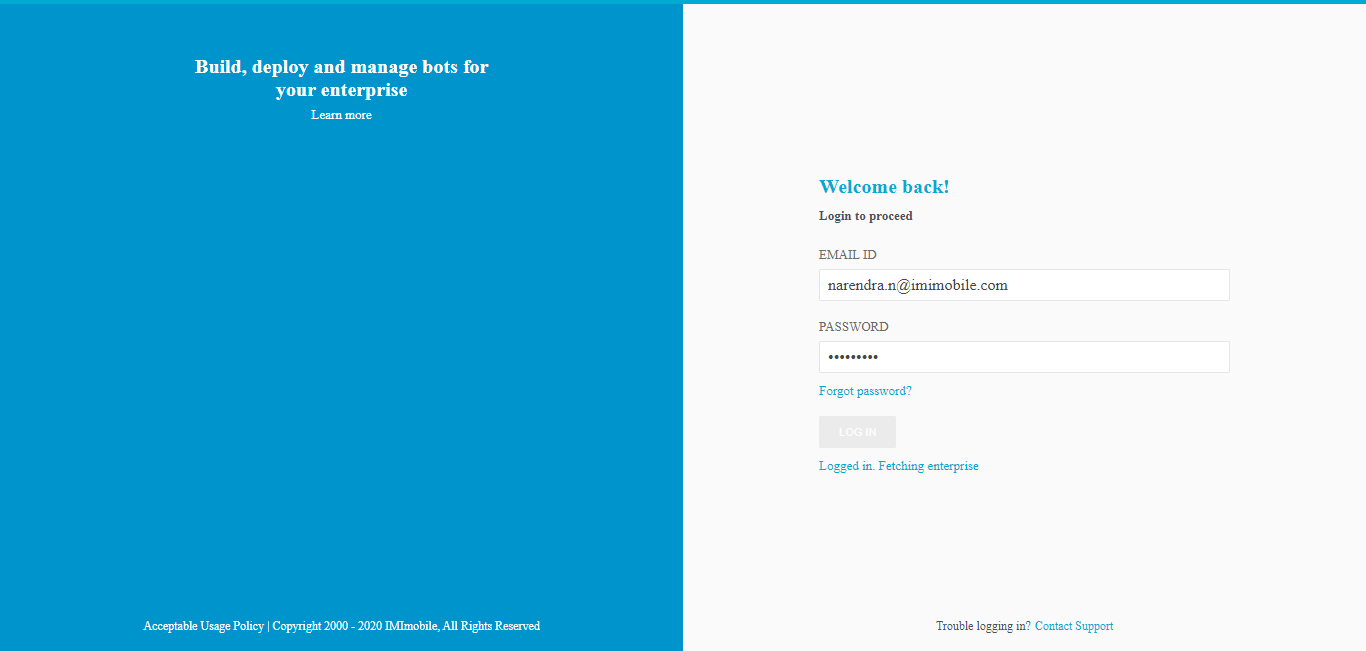 Build, deploy and manage bots for
your enterprise
Learn more
Acceptable Usage Policy | Copyright 2000 - 2020 IMImobile, All Rights Reserved
Welcome back!
Login to proceed
EMAIL ID
narendra.n@imimobile.com
PASSWORD
•••••••••
Forgot password?
LOG IN
Logged in. Fetching enterprise
Trouble logging in? Contact Support